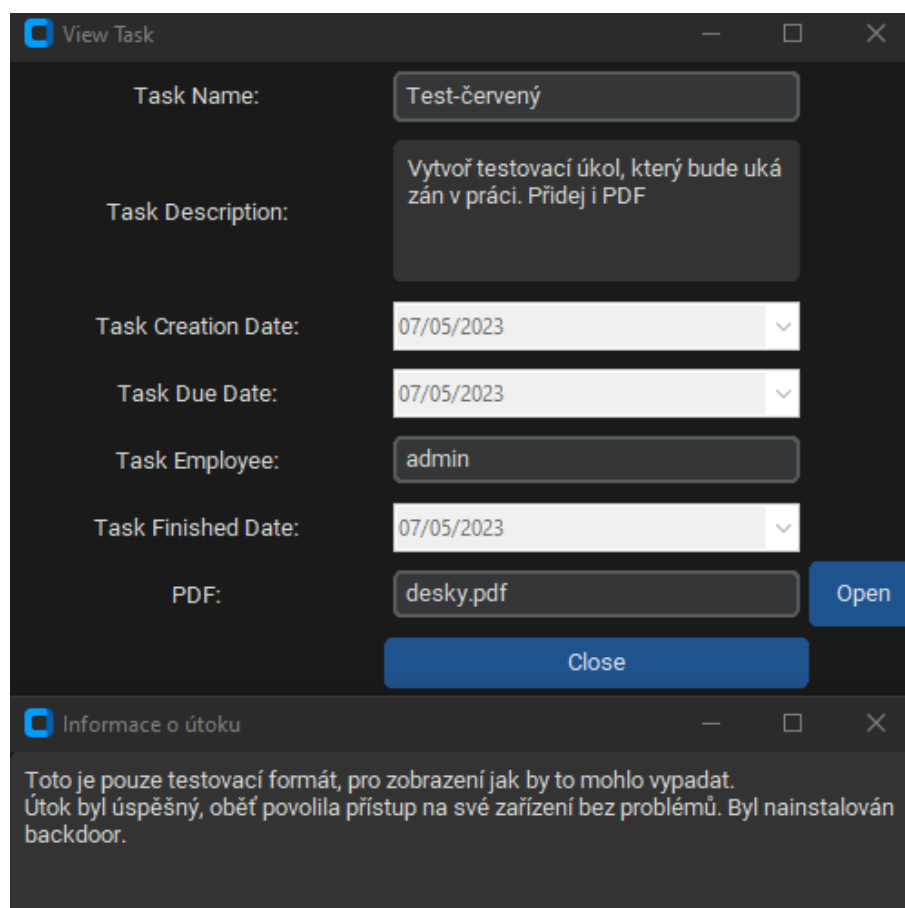 View Task
Task Name:
Test-červený
Task Description:
Vytvoř testovací úkol, který bude uká
zán v práci. Přidej i PDF
Task Creation Date:
07/05/2023
Task Due Date:
07/05/2023
Task Employee:
admin
Task Finished Date:
07/05/2023
PDF:
desky.pdf
Open
Close
Informace o útoku
Toto je pouze testovací formát, pro zobrazení jak by to mohlo vypadat.
Útok byl úspěšný, oběť povolila přístup na své zařízení bez problémů. Byl nainstalován
backdoor.